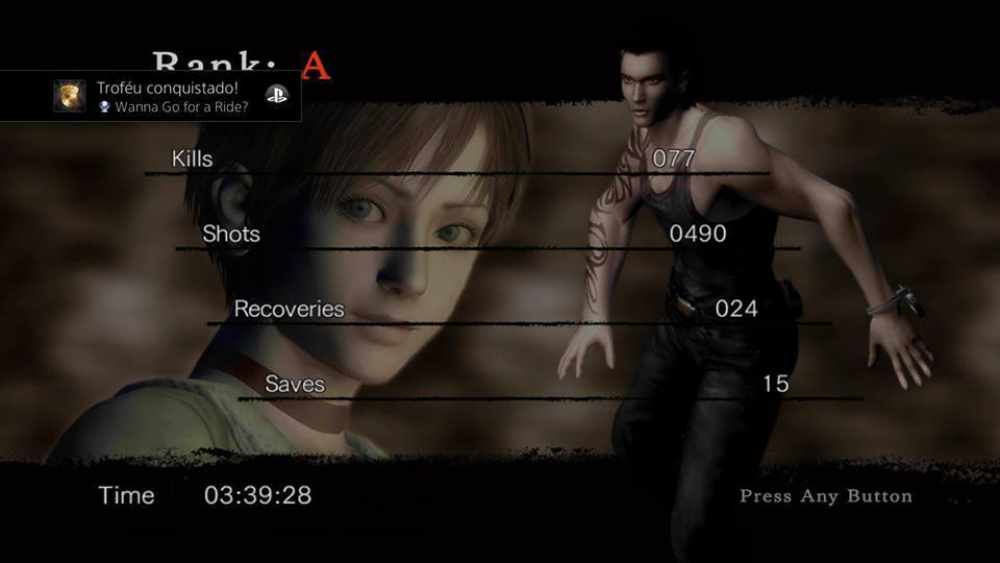 Rank: A
Troféu conquistado!
Wanna Go for a Ride?
Kills 077
Shots 0490
Recoveries 024
Saves 15
Time 03:39:28
Press Any Button